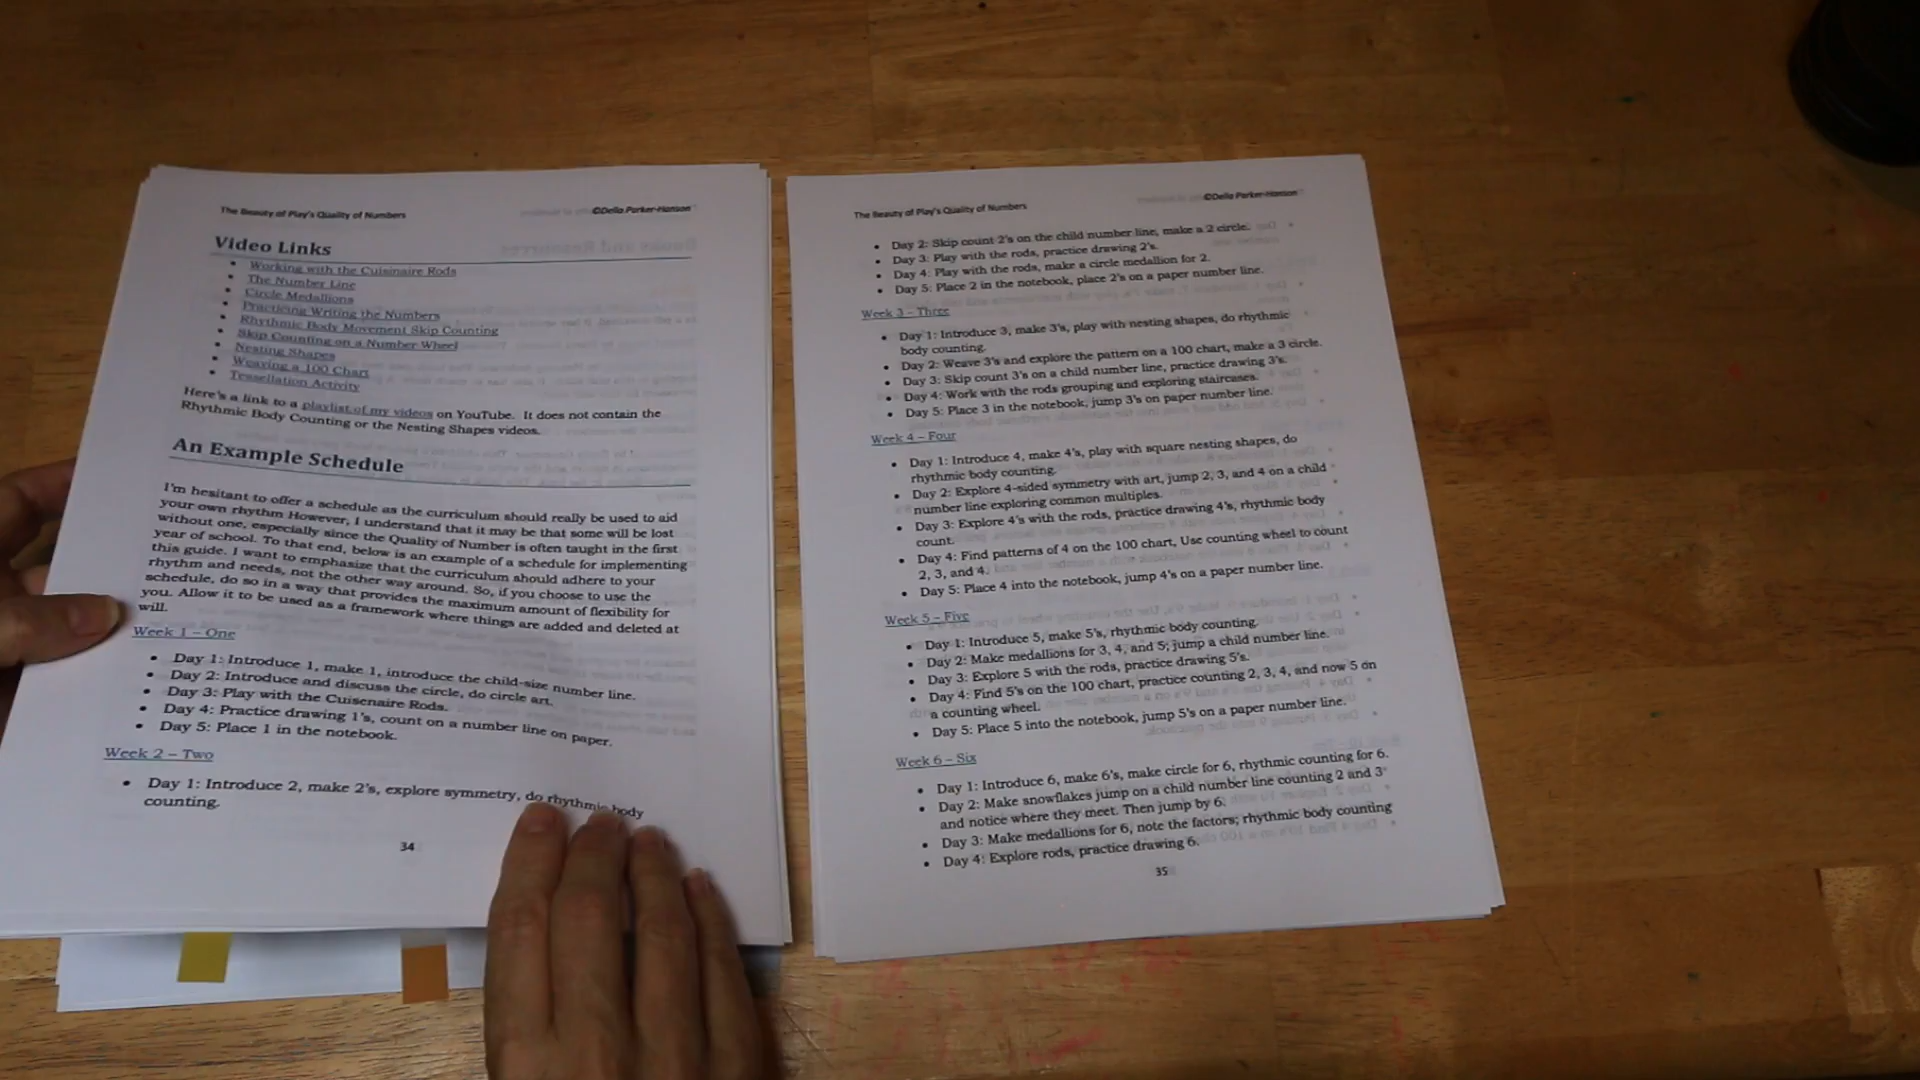 The Beauty of Play's Quality of Numbers
©Della Parker-Hanson
Video Links
Working with the Cuisinaire Rods
The Number Line
Circle Medallions
Practicing Writing the Numbers
Rhythmic Body Movement Skip Counting
Skip Counting on a Number Wheel
Nesting Shapes
Weaving a 100 Chart
Tessellation Activity
Here's a link to a playlist of my videos on YouTube. It does not contain the
Rhythmic Body Counting or the Nesting Shapes videos.
An Example Schedule
I'm hesitant to offer a schedule as the curriculum should really be used to aid
your own rhythm However, I understand that it may be that some will be lost
without one, especially since the Quality of Number is often taught in the first
year of school. To that end, below is an example of a schedule for implementing
this guide. I want to emphasize that the curriculum should adhere to your
rhythm and needs, not the other way around. So, if you choose to use the
schedule, do so in a way that provides the maximum amount of flexibility for
you. Allow it to be used as a framework where things are added and deleted at
will.
Week 1 – One
Day 1: Introduce 1, make 1, introduce the child-size number line.
Day 2: Introduce and discuss the circle, do circle art.
Day 3: Play with the Cuisenaire Rods.
Day 4: Practice drawing 1's, count on a number line on paper.
Day 5: Place 1 in the notebook.
Week 2 – Two
Day 1: Introduce 2, make 2's, explore symmetry, do rhythmic body
counting.
34
The Beauty of Play's Quality of Numbers
©Della Parker-Hanson
Day 2: Skip count 2's on the child number line, make a 2 circle.
Day 3: Play with the rods, practice drawing 2's.
Day 4: Play with the rods, make a circle medallion for 2.
Day 5: Place 2 in the notebook, place 2's on a paper number line.
Week 3 – Three
Day 1: Introduce 3, make 3's, play with nesting shapes, do rhythmic
body counting.
Day 2: Weave 3's and explore the pattern on a 100 chart, make a 3 circle.
Day 3: Skip count 3's on a child number line, practice drawing 3's.
Day 4: Work with the rods grouping and exploring staircases.
Day 5: Place 3 in the notebook, jump 3's on paper number line.
Week 4 – Four
Day 1: Introduce 4, make 4's, play with square nesting shapes, do
rhythmic body counting.
Day 2: Explore 4-sided symmetry with art, jump 2, 3, and 4 on a child
number line exploring common multiples.
Day 3: Explore 4's with the rods, practice drawing 4's, rhythmic body
count.
Day 4: Find patterns of 4 on the 100 chart, Use counting wheel to count
2, 3, and 4.
Day 5: Place 4 into the notebook, jump 4's on a paper number line.
Week 5 – Five
Day 1: Introduce 5, make 5's, rhythmic body counting.
Day 2: Make medallions for 3, 4, and 5; jump a child number line.
Day 3: Explore 5 with the rods, practice drawing 5's.
Day 4: Find 5's on the 100 chart, practice counting 2, 3, 4, and now 5 on
a counting wheel.
Day 5: Place 5 into the notebook, jump 5's on a paper number line.
Week 6 – Six
Day 1: Introduce 6, make 6's, make circle for 6, rhythmic counting for 6.
Day 2: Make snowflakes jump on a child number line counting 2 and 3
and notice where they meet. Then jump by 6.
Day 3: Make medallions for 6, note the factors; rhythmic body counting
Day 4: Explore rods, practice drawing 6.
35